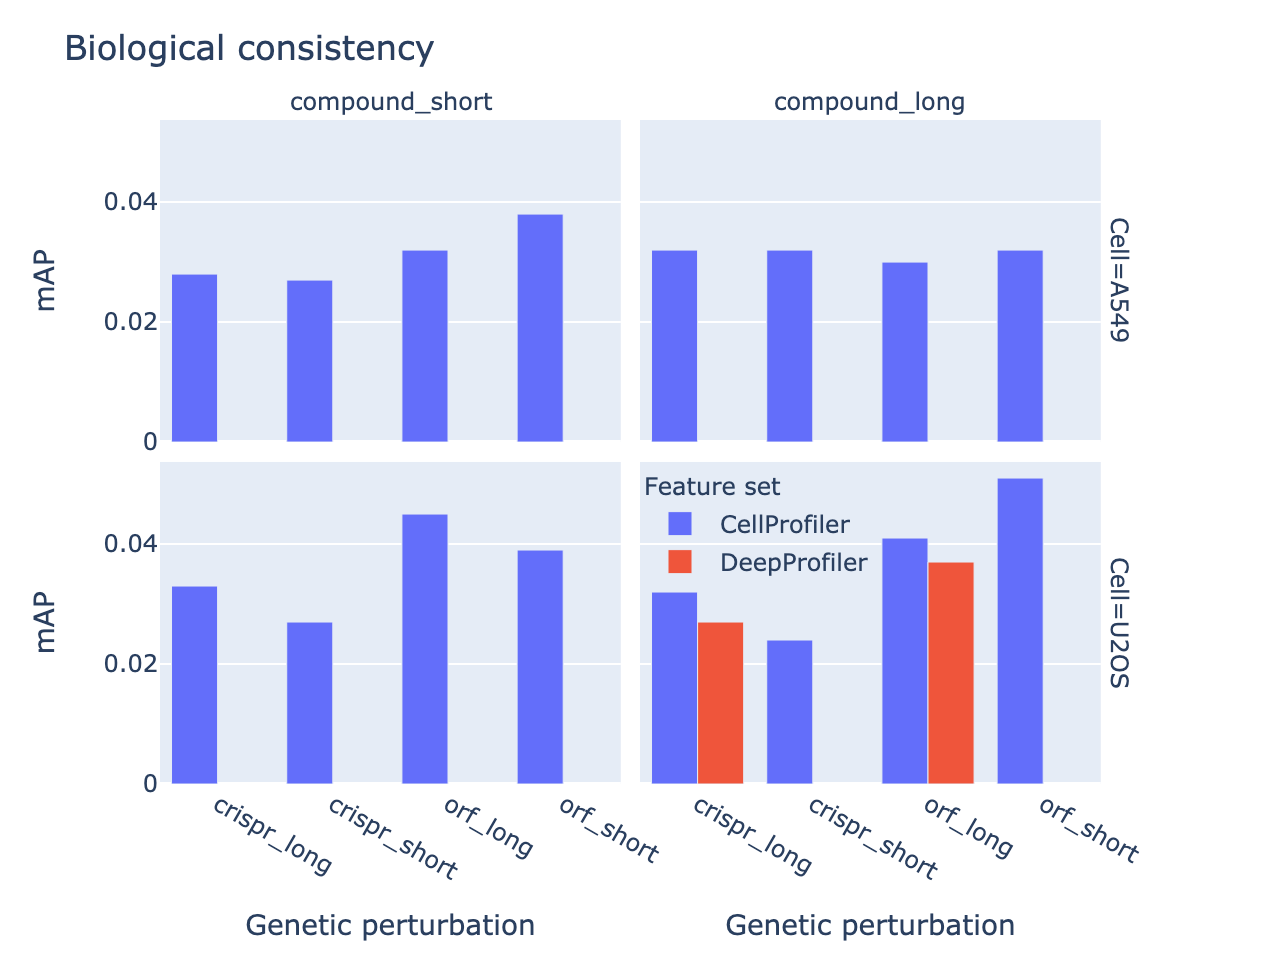 Biological consistency
compound_short
compound_long
mAP
0.04
0.02
0
Cell=A549
mAP
0.04
0.02
0
Feature set
CellProfiler
DeepProfiler
Cell=U2OS
crispr_long
crispr_short
orf_long
orf_short
crispr_long
crispr_short
orf_long
orf_short
Genetic perturbation
Genetic perturbation